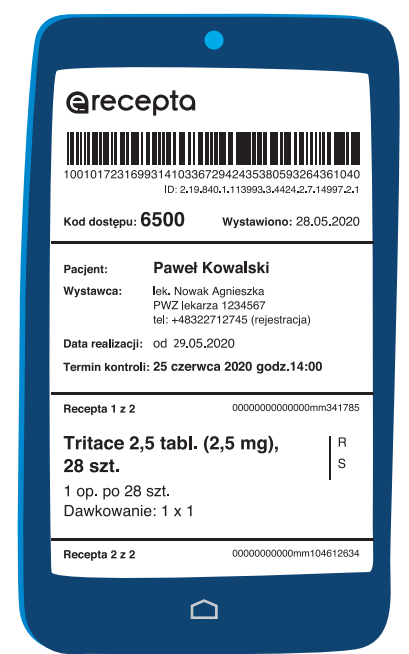 erecepta
10010172316993141033672942435380593264361040
ID: 2.19.840.1.113993.3.4424.2.7.14997.2.1
Kod dostępu: 6500 Wystawiono: 28.05.2020
Pacjent: Paweł Kowalski
Wystawca: lek. Nowak Agnieszka
PWZ lekarza 1234567
tel: +48322712745 (rejestracja)
Data realizacji: od 29.05.2020
Termin kontroli: 25 czerwca 2020 godz.14:00
Recepta 1 z 2 00000000000000mm341785
Tritace 2,5 tabl. (2,5 mg), R
28 szt. S
1 op. po 28 szt.
Dawkowanie: 1 x 1
Recepta 2 z 2 00000000000mm104612634